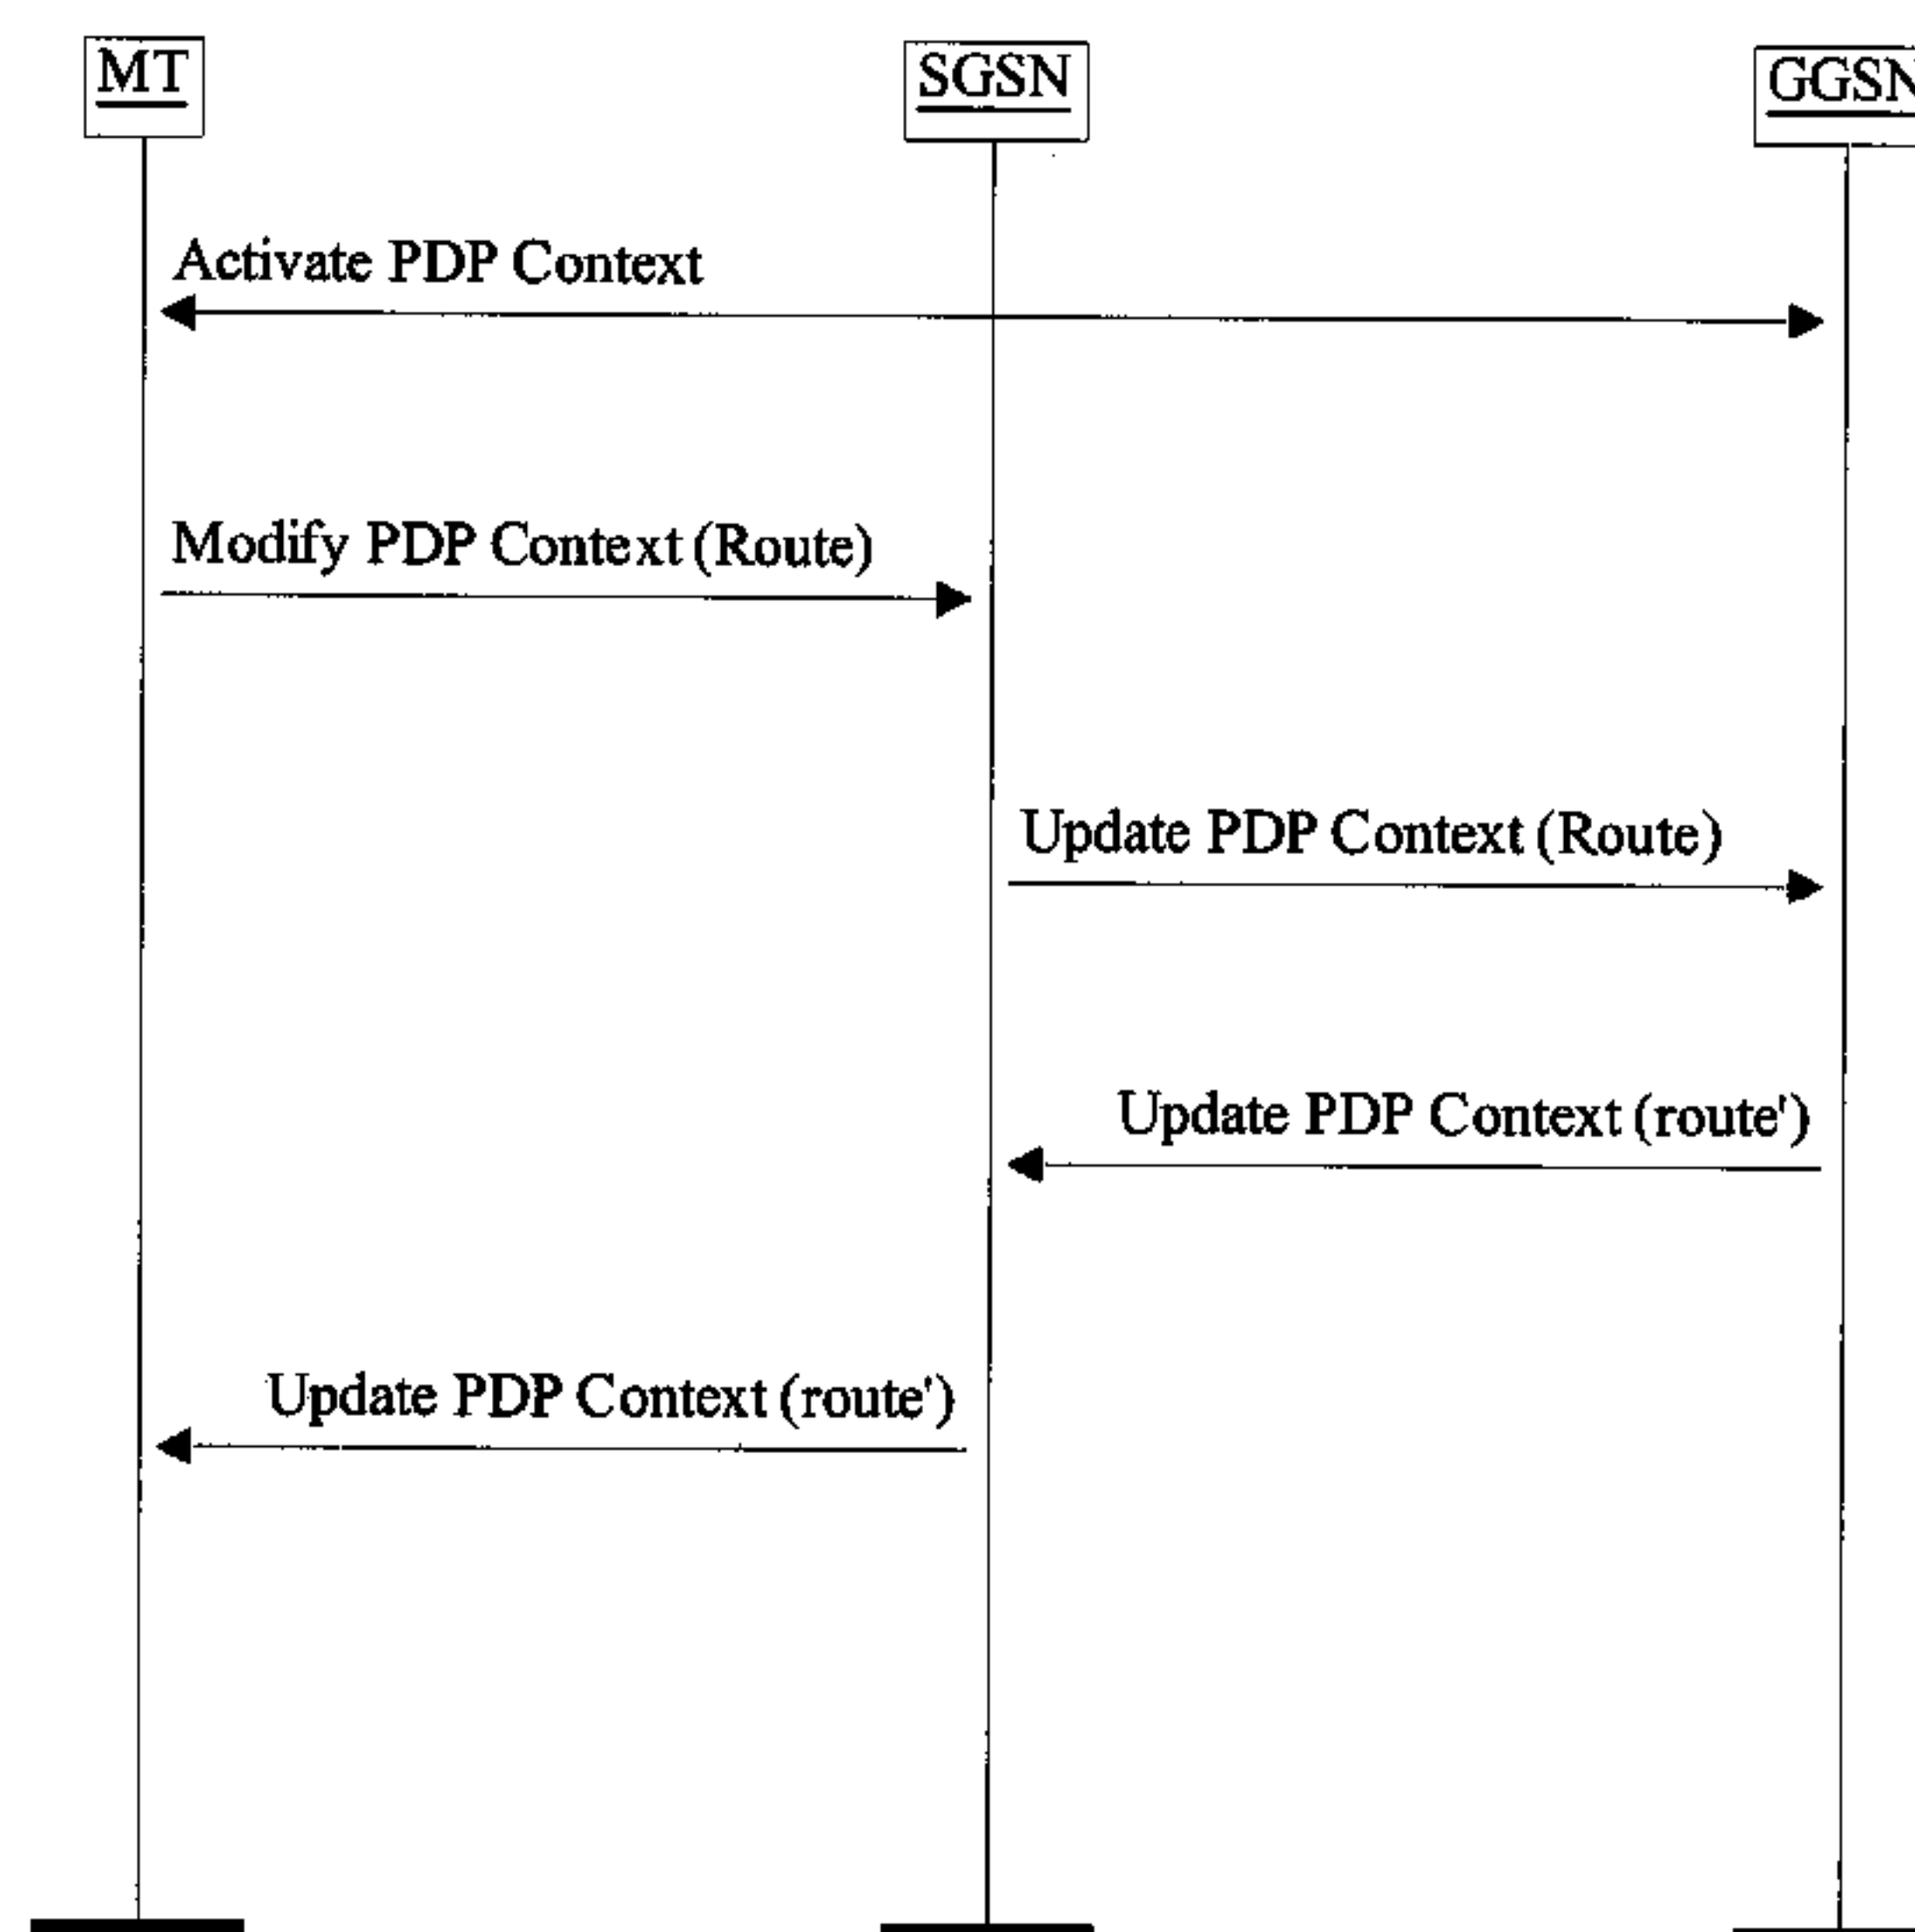 MT
SGSN
GGSN
Activate PDP Context
Modify PDP Context (Route)
Update PDP Context (Route)
Update PDP Context (route')
Update PDP Context (route')